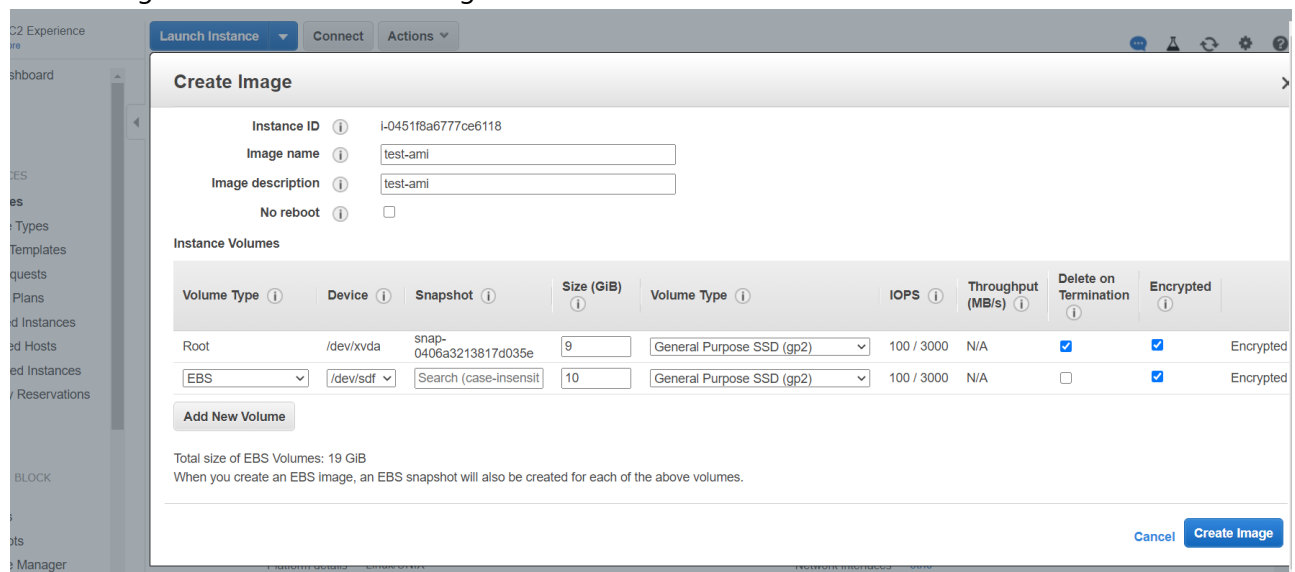 C2 Experience
Launch Instance Connect Actions
shboard
Create Image
Instance ID i-0451f8a6777ce6118
Image name test-ami
Image description test-ami
No reboot
Instance Volumes
es
Types
Templates
quests
Plans
d Instances
ed Hosts
ed Instances
Reservations
Volume Type Device Snapshot Size (GiB) Volume Type IOPS Throughput (MB/s) Delete on Termination Encrypted
Root /dev/xvda snap-0406a3213817d035e 9 General Purpose SSD (gp2) 100 / 3000 N/A Encrypted
EBS /dev/sdf Search (case-insensit 10 General Purpose SSD (gp2) 100 / 3000 N/A Encrypted
Add New Volume
Total size of EBS Volumes: 19 GiB
When you create an EBS image, an EBS snapshot will also be created for each of the above volumes.
BLOCK
ots
e Manager
Cancel Create Image